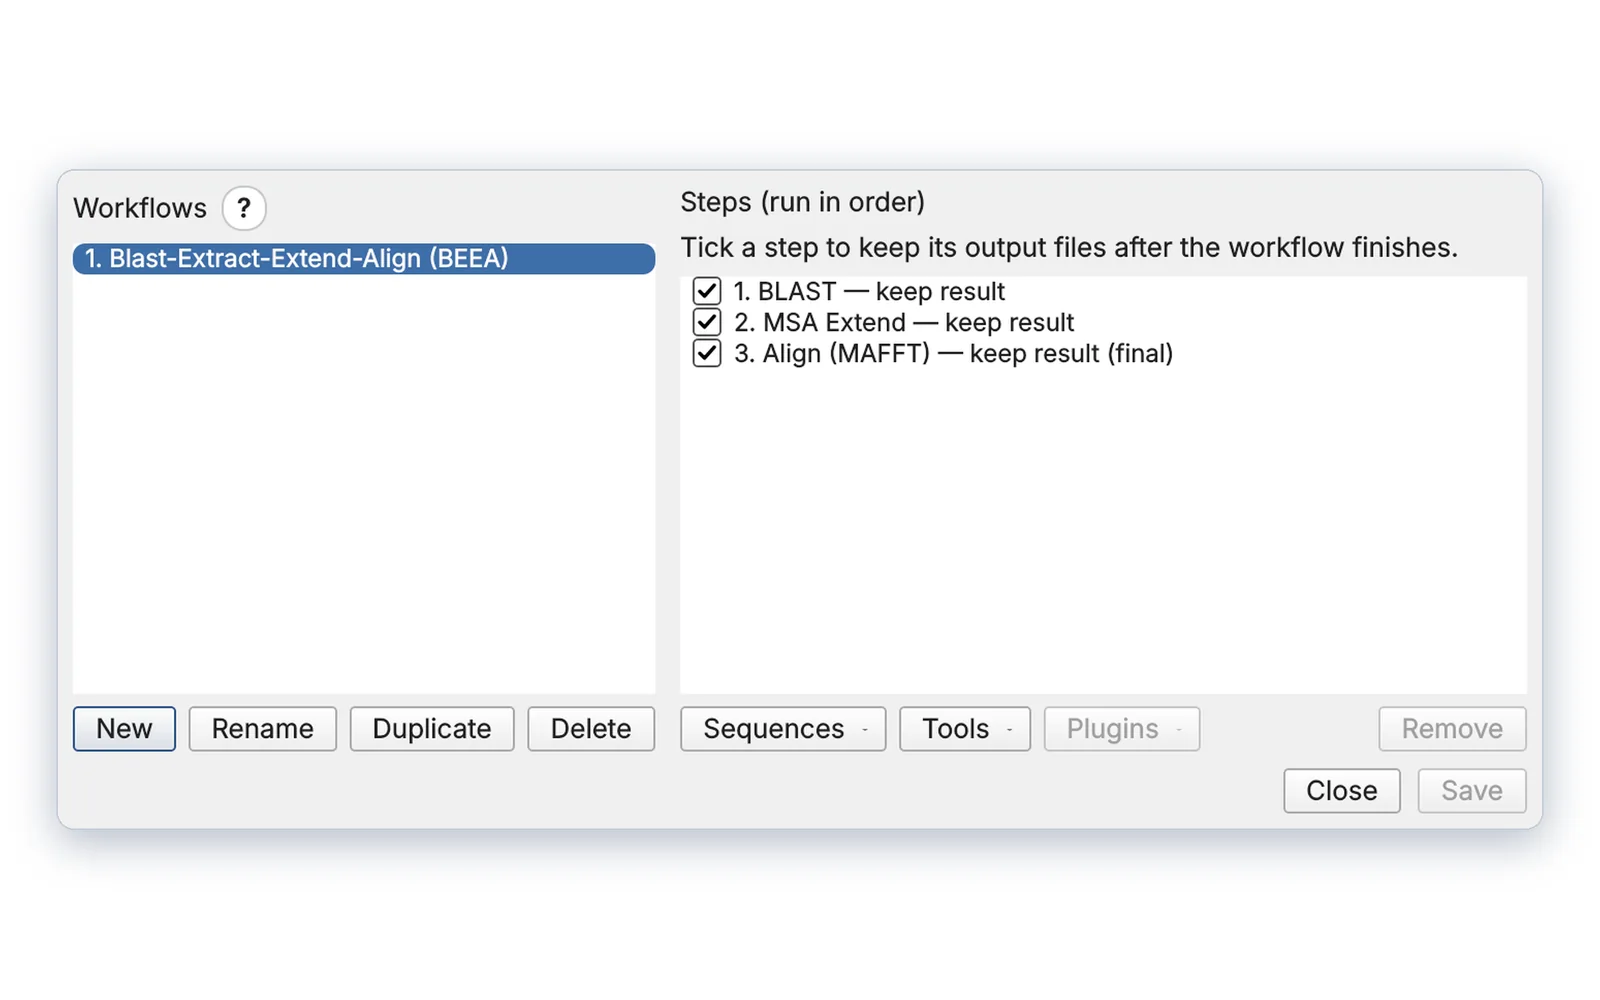 Workflows ?
1. Blast-Extract-Extend-Align (BEEA)
New Rename Duplicate Delete
Steps (run in order)
Tick a step to keep its output files after the workflow finishes.
1. BLAST — keep result
2. MSA Extend — keep result
3. Align (MAFFT) — keep result (final)
Sequences Tools Plugins Remove
Close Save